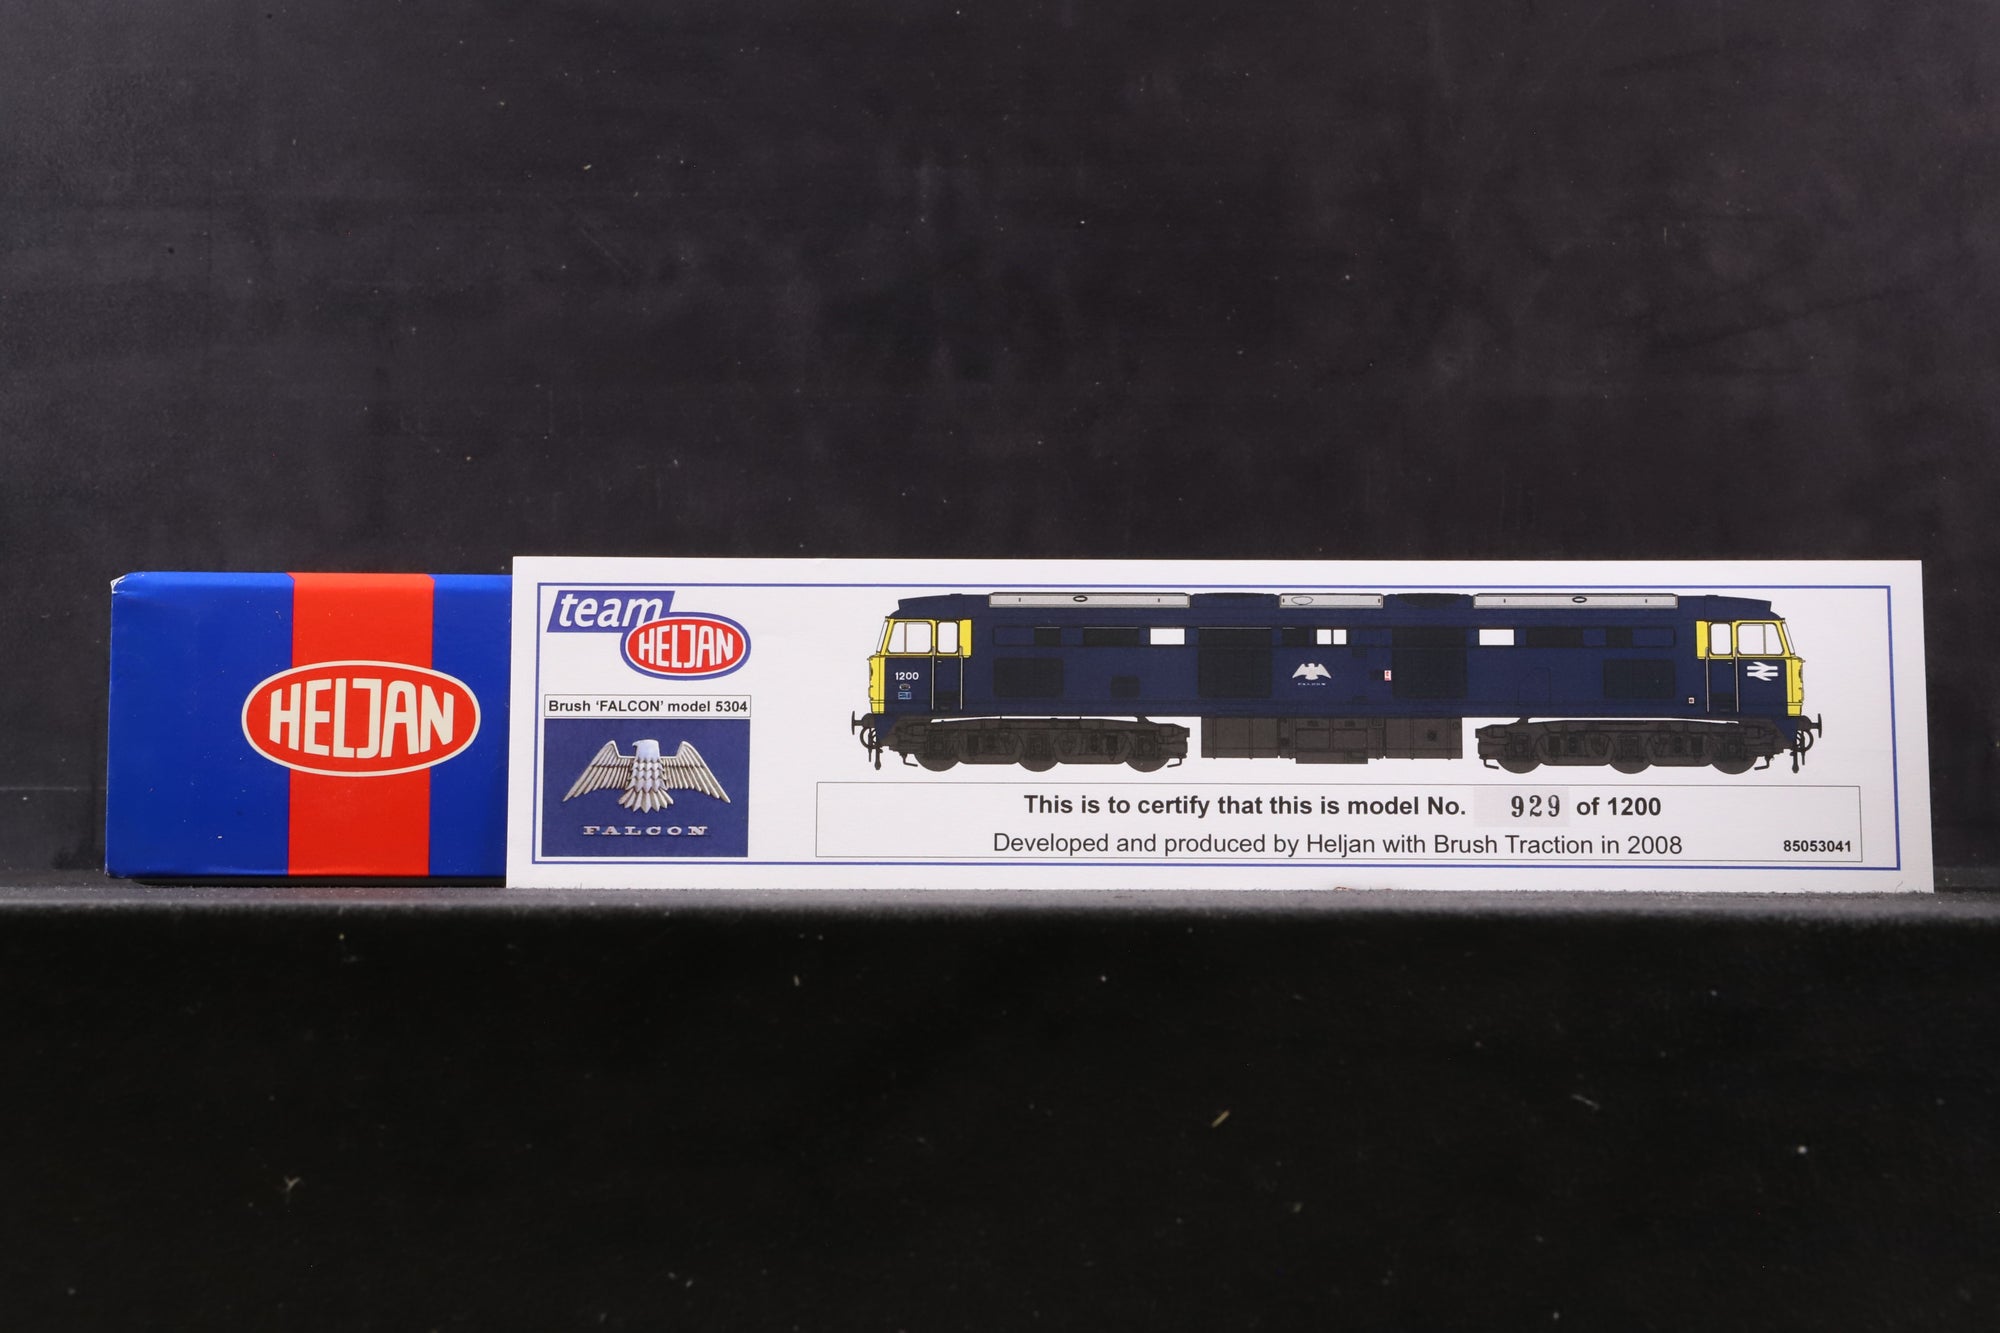 HELJAN
team
HELJAN
Brush 'FALCON' model 5304
FALCON
1200
FALCON
This is to certify that this is model No. 929 of 1200
Developed and produced by Heljan with Brush Traction in 2008
85053041